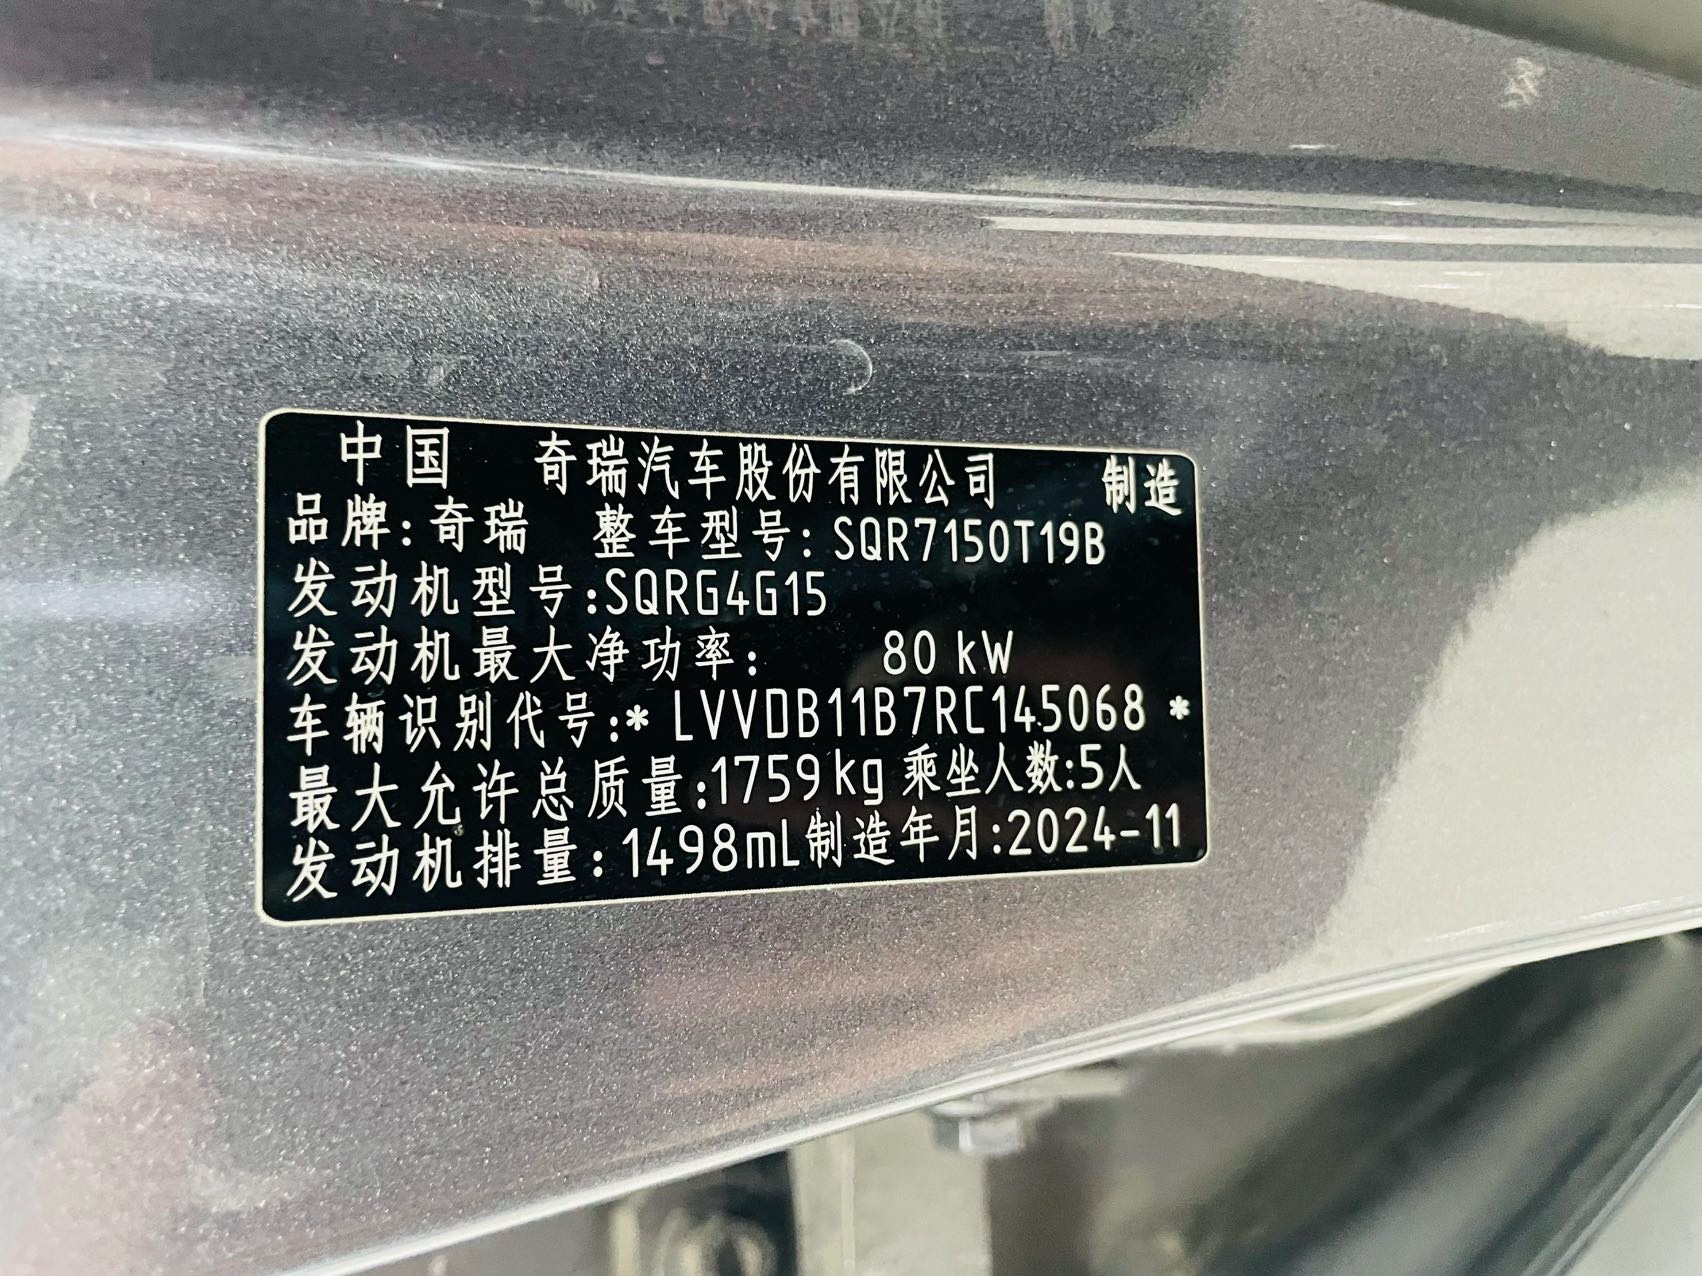 中国 奇瑞汽车股份有限公司 制造
品牌:奇瑞 整车型号:SQR7150T19B
发动机型号:SQRG4G15
发动机最大净功率: 80 kW
车辆识别代号:* LVVDB11B7RC145068 *
最大允许总质量:1759kg 乘坐人数:5人
发动机排量:1498mL制造年月:2024-11